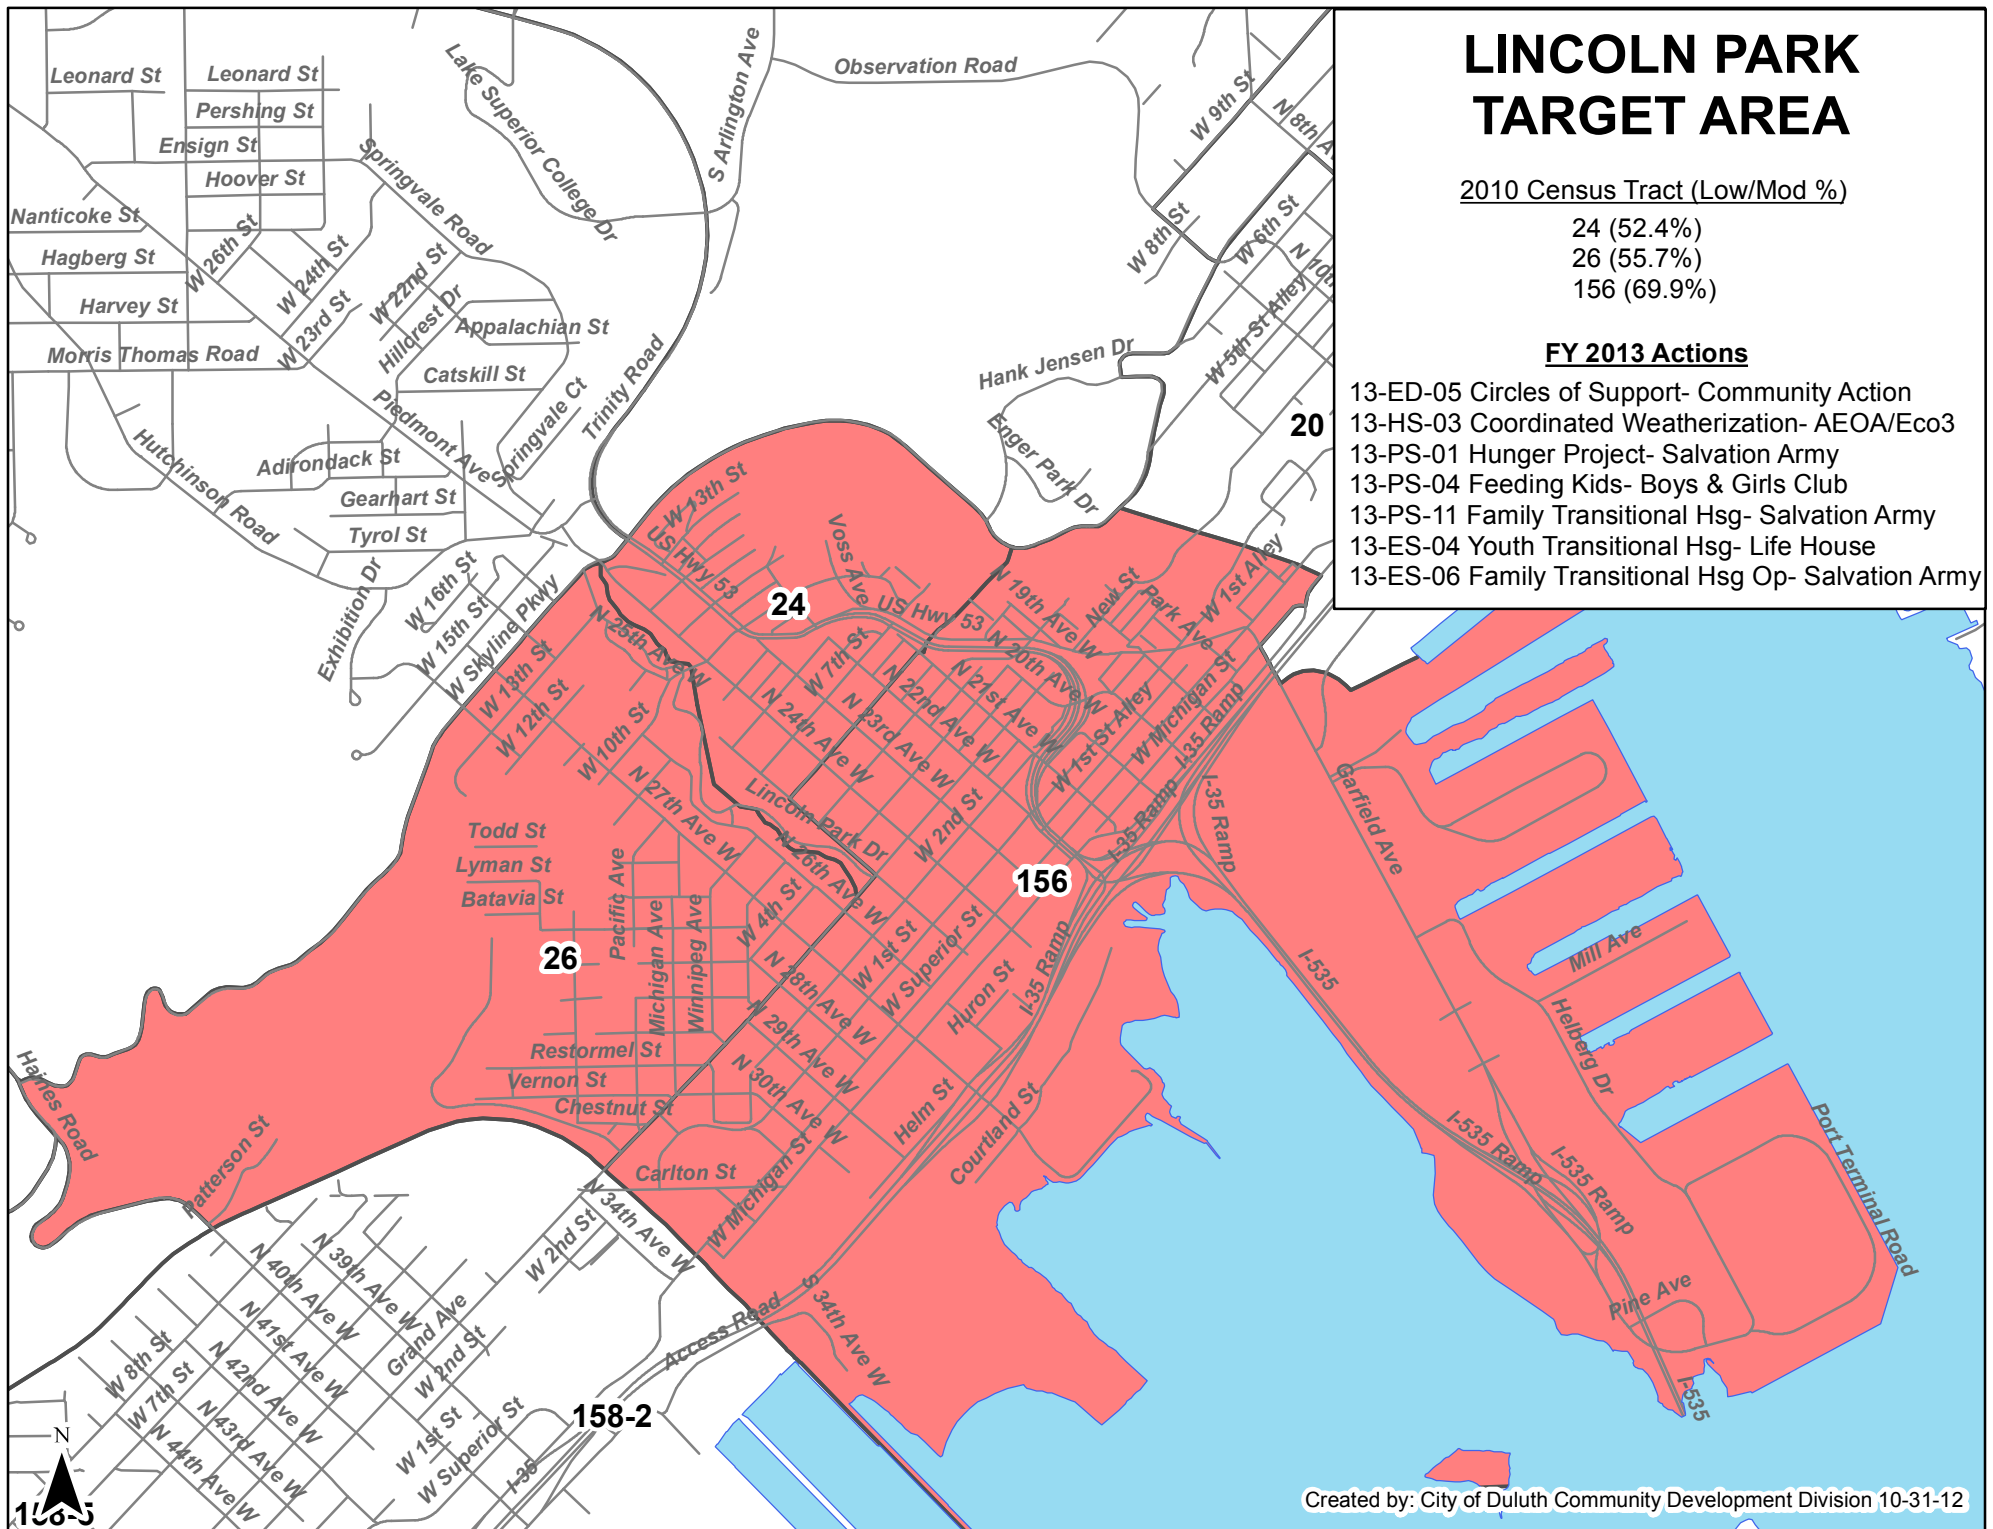 LINCOLN PARK
TARGET AREA
2010 Census Tract (Low/Mod %)
24 (52.4%)
26 (55.7%)
156 (69.9%)
FY 2013 Actions
13-ED-05 Circles of Support- Community Action
13-HS-03 Coordinated Weatherization- AEOA/Eco3
13-PS-01 Hunger Project- Salvation Army
13-PS-04 Feeding Kids- Boys & Girls Club
13-PS-11 Family Transitional Hsg- Salvation Army
13-ES-04 Youth Transitional Hsg- Life House
13-ES-06 Family Transitional Hsg Op- Salvation Army
Leonard St
Leonard St
Pershing St
Ensign St
Hoover St
Nanticoke St
Hagberg St
Harvey St
Morris Thomas Road
W 26th St
W 24th St
W 23rd St
W 22nd St
Hillcrest Dr
Springvale Road
Appalachian St
Catskill St
Springvale Ct
Piedmont Ave
Hutchinson Road
Adirondack St
Gearhart St
Tyrol St
Exhibition Dr
W 16th St
W 15th St
W Skyline Pkwy
Lake Superior College Dr
S Arlington Ave
Observation Road
Trinity Road
W 9th St
N 8th A
W 8th St
W 6th St
N 10th
W 5th St Alley
Hank Jensen Dr
Enger Park Dr
20
W 13th St
US Hwy 53
Voss Ave
24
US Hwy 53
N 19th Ave W
New St
Park Ave
W 1st Alley
N 25th Ave W
W 13th St
W 12th St
W 10th St
W 7th St
N 24th Ave W
N 23rd Ave W
N 22nd Ave W
N 21st Ave W
N 20th Ave W
W 1st St Alley
W Michigan St
I-35 Ramp
I-35 Ramp
I-35 Ramp
N 27th Ave W
Lincoln Park Dr
N 26th Ave W
W 2nd St
156
Garfield Ave
Todd St
Lyman St
Batavia St
26
Pacific Ave
Michigan Ave
Winnipeg Ave
W 4th St
W 1st St
W Superior St
N 28th Ave W
N 29th Ave W
N 30th Ave W
Huron St
I-35 Ramp
I-535
Mill Ave
Helberg Dr
Restormel St
Vernon St
Chestnut St
Helm St
Courtland St
Carlton St
W Michigan St
Haines Road
Patterson St
I-535 Ramp
I-535 Ramp
Port Terminal Road
Pine Ave
I-535
N 34th Ave W
W 2nd St
S 34th Ave W
Access Road
N 40th Ave W
N 39th Ave W
Grand Ave
W 2nd St
N 41st Ave W
N 42nd Ave W
N 43rd Ave W
N 44th Ave W
W 8th St
W 7th St
W 1st St
W Superior St
I-35
158-2
N
158-5
Created by: City of Duluth Community Development Division 10-31-12